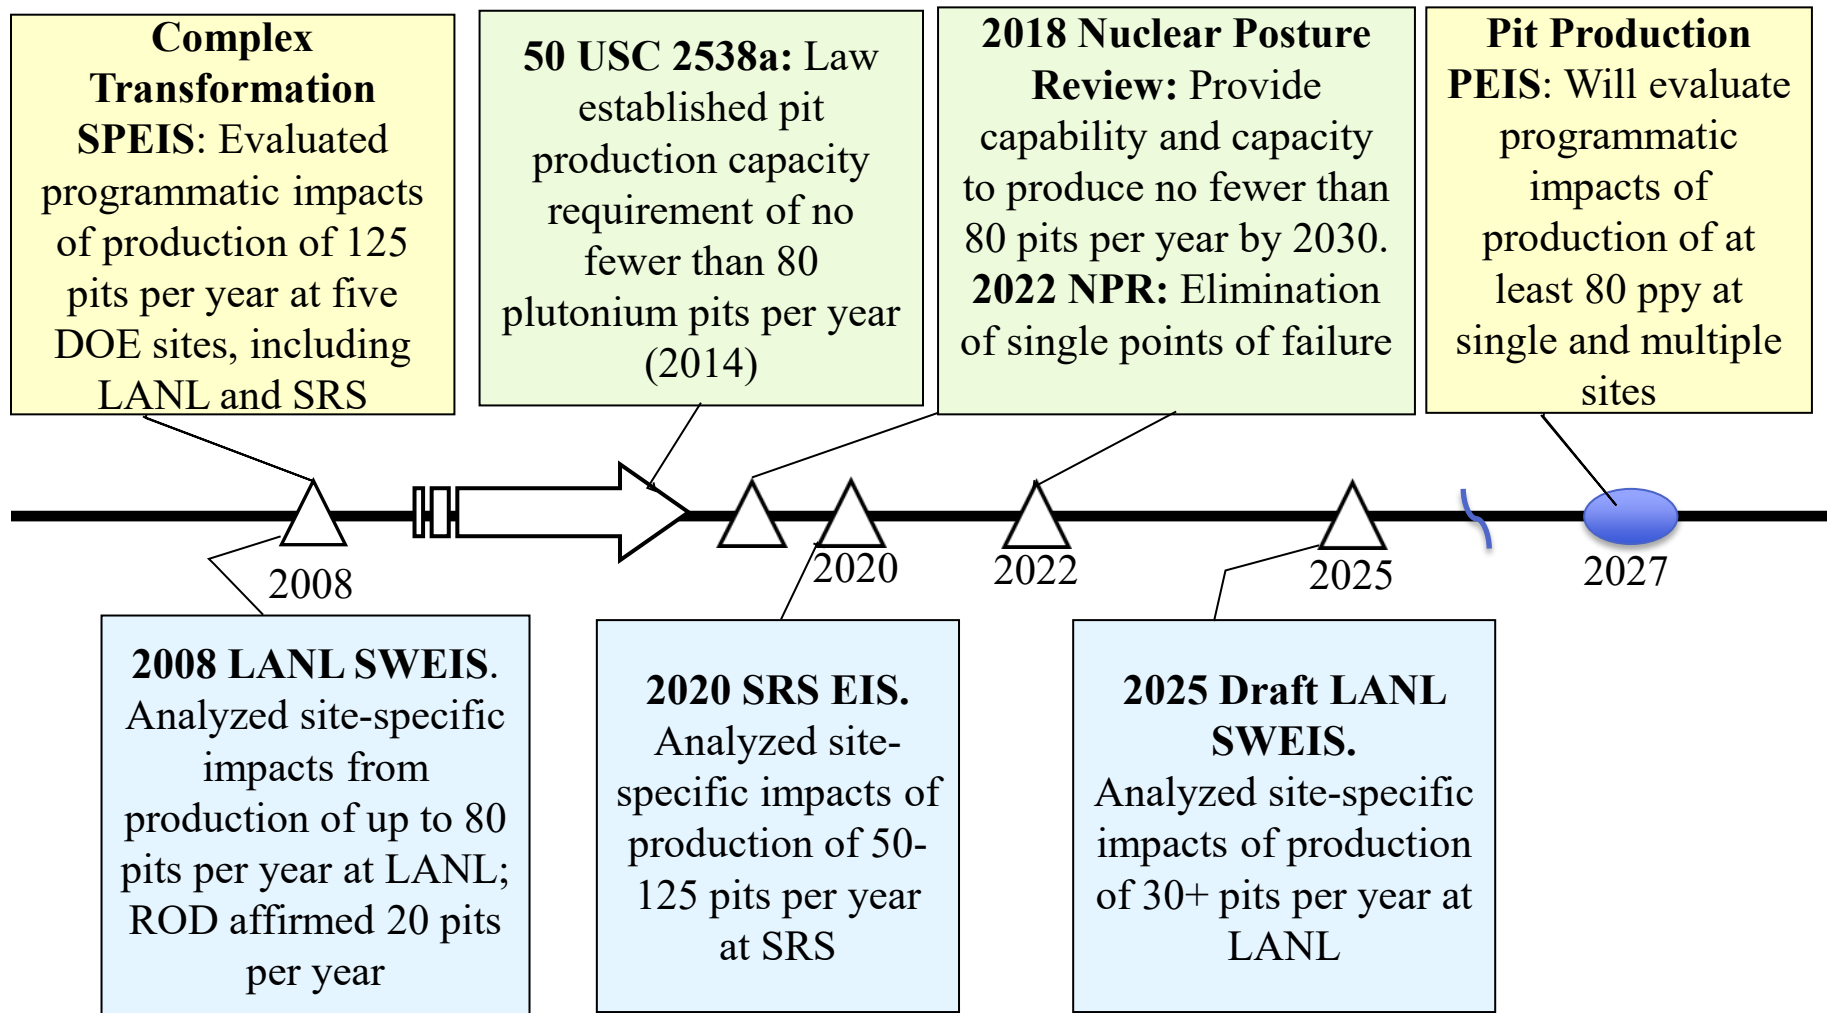 Complex
Transformation
SPEIS: Evaluated
programmatic impacts
of production of 125
pits per year at five
DOE sites, including
LANL and SRS
50 USC 2538a: Law
established pit
production capacity
requirement of no
fewer than 80
plutonium pits per year
(2014)
2018 Nuclear Posture
Review: Provide
capability and capacity
to produce no fewer than
80 pits per year by 2030.
2022 NPR: Elimination
of single points of failure
Pit Production
PEIS: Will evaluate
programmatic
impacts of
production of at
least 80 ppy at
single and multiple
sites
2008
2020
2022
2025
2027
2008 LANL SWEIS.
Analyzed site-specific
impacts from
production of up to 80
pits per year at LANL;
ROD affirmed 20 pits
per year
2020 SRS EIS.
Analyzed site-
specific impacts of
production of 50-
125 pits per year
at SRS
2025 Draft LANL
SWEIS.
Analyzed site-specific
impacts of production
of 30+ pits per year at
LANL